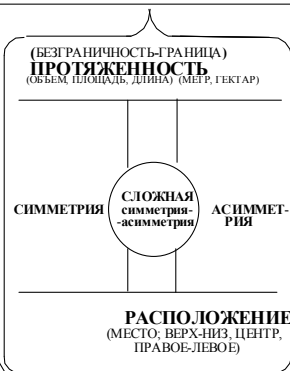 (БЕЗГРАНИЧНОСТЬ-ГРАНИЦА)
ПРОТЯЖЕННОСТЬ
(ОБЪЕМ, ПЛОЩАДЬ, ДЛИНА) (МЕТР, ГЕКТАР)
СИММЕТРИЯ
СЛОЖНАЯ
симметрия-
-асимметрия
АСИММЕТ-
РИЯ
РАСПОЛОЖЕНИЕ
(МЕСТО; ВЕРХ-НИЗ, ЦЕНТР,
ПРАВОЕ-ЛЕВОЕ)